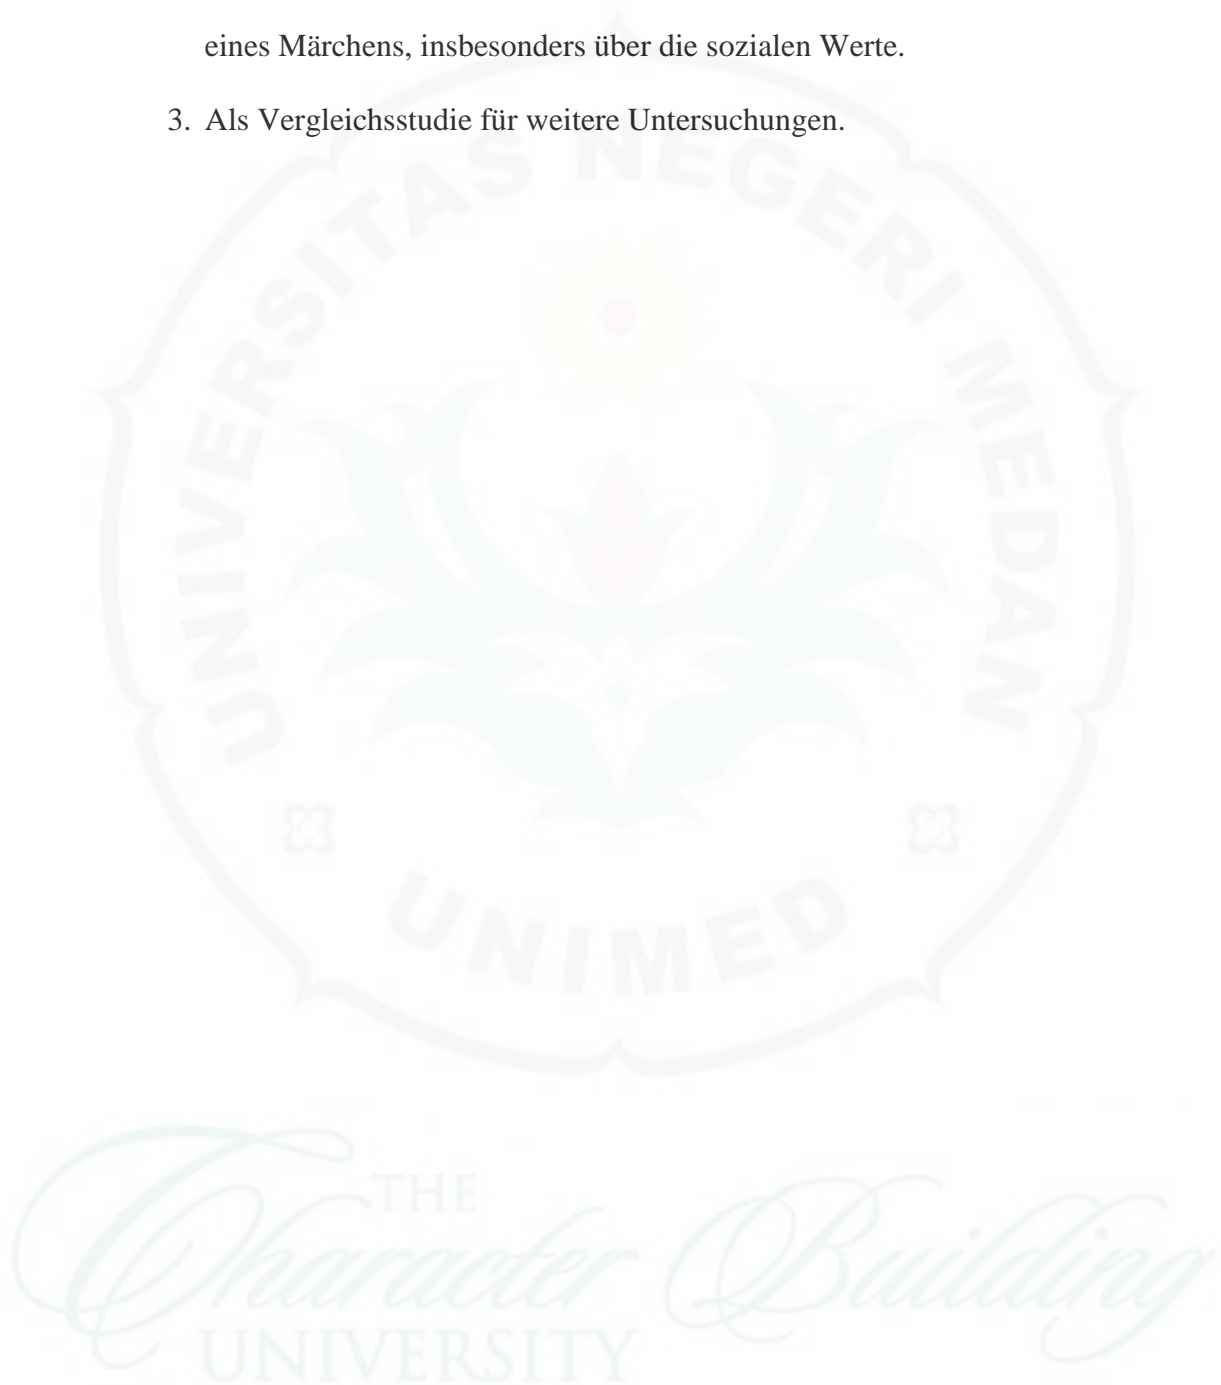 eines Märchens, insbesonders über die sozialen Werte.
3. Als Vergleichsstudie für weitere Untersuchungen.
UNIVERSITAS NEGERI MEDAN
UNIMED
THE
Character Building
UNIVERSITY